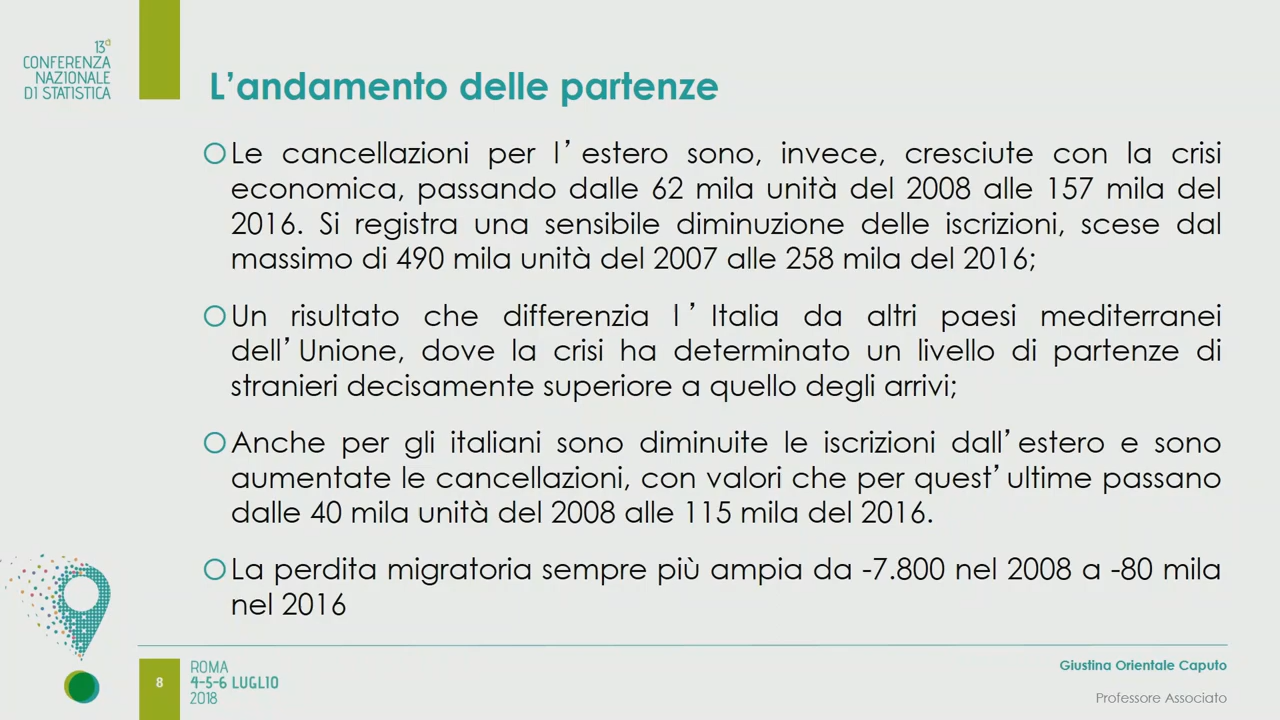 13ª
CONFERENZA
NAZIONALE
DI STATISTICA
L’andamento delle partenze
Le cancellazioni per l’estero sono, invece, cresciute con la crisi
economica, passando dalle 62 mila unità del 2008 alle 157 mila del
2016. Si registra una sensibile diminuzione delle iscrizioni, scese dal
massimo di 490 mila unità del 2007 alle 258 mila del 2016;
Un risultato che differenzia l’Italia da altri paesi mediterranei
dell’Unione, dove la crisi ha determinato un livello di partenze di
stranieri decisamente superiore a quello degli arrivi;
Anche per gli italiani sono diminuite le iscrizioni dall’estero e sono
aumentate le cancellazioni, con valori che per quest’ultime passano
dalle 40 mila unità del 2008 alle 115 mila del 2016.
La perdita migratoria sempre più ampia da -7.800 nel 2008 a -80 mila
nel 2016
8
ROMA
4-5-6 LUGLIO
2018
Giustina Orientale Caputo
Professore Associato